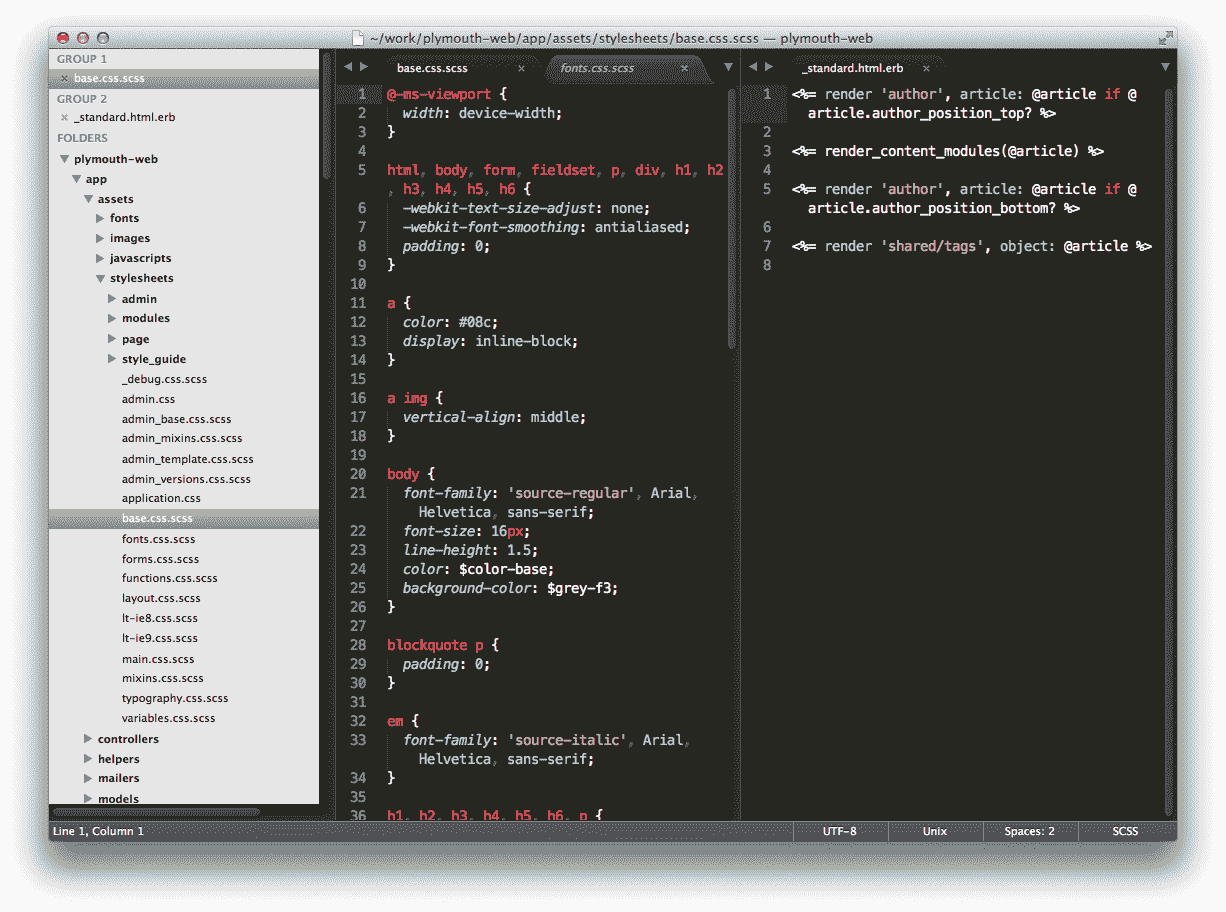 ~/work/plymouth-web/app/assets/stylesheets/base.css.scss — plymouth-web
GROUP 1
base.css.scss
GROUP 2
_standard.html.erb
FOLDERS
plymouth-web
app
assets
fonts
images
javascripts
stylesheets
admin
modules
page
style_guide
_debug.css.scss
admin.css
admin_base.css.scss
admin_mixins.css.scss
admin_template.css.scss
admin_versions.css.scss
application.css
base.css.scss
fonts.css.scss
forms.css.scss
functions.css.scss
layout.css.scss
lt-ie8.css.scss
lt-ie9.css.scss
main.css.scss
mixins.css.scss
typography.css.scss
variables.css.scss
controllers
helpers
mailers
models
base.css.scss fonts.css.scss
1 @-ms-viewport {
2 width: device-width;
3 }
4
5 html, body, form, fieldset, p, div, h1, h2
, h3, h4, h5, h6 {
6 -webkit-text-size-adjust: none;
7 -webkit-font-smoothing: antialiased;
8 padding: 0;
9 }
10
11 a {
12 color: #08c;
13 display: inline-block;
14 }
15
16 a img {
17 vertical-align: middle;
18 }
19
20 body {
21 font-family: 'source-regular', Arial,
Helvetica, sans-serif;
22 font-size: 16px;
23 line-height: 1.5;
24 color: $color-base;
25 background-color: $grey-f3;
26 }
27
28 blockquote p {
29 padding: 0;
30 }
31
32 em {
33 font-family: 'source-italic', Arial,
Helvetica, sans-serif;
34 }
35
36 h1, h2, h3, h4, h5, h6, p {
_standard.html.erb
1 <%= render 'author', article: @article if @
article.author_position_top? %>
2
3 <%= render_content_modules(@article) %>
4
5 <%= render 'author', article: @article if @
article.author_position_bottom? %>
6
7 <%= render 'shared/tags', object: @article %>
8
Line 1, Column 1
UTF-8
Unix
Spaces: 2
SCSS